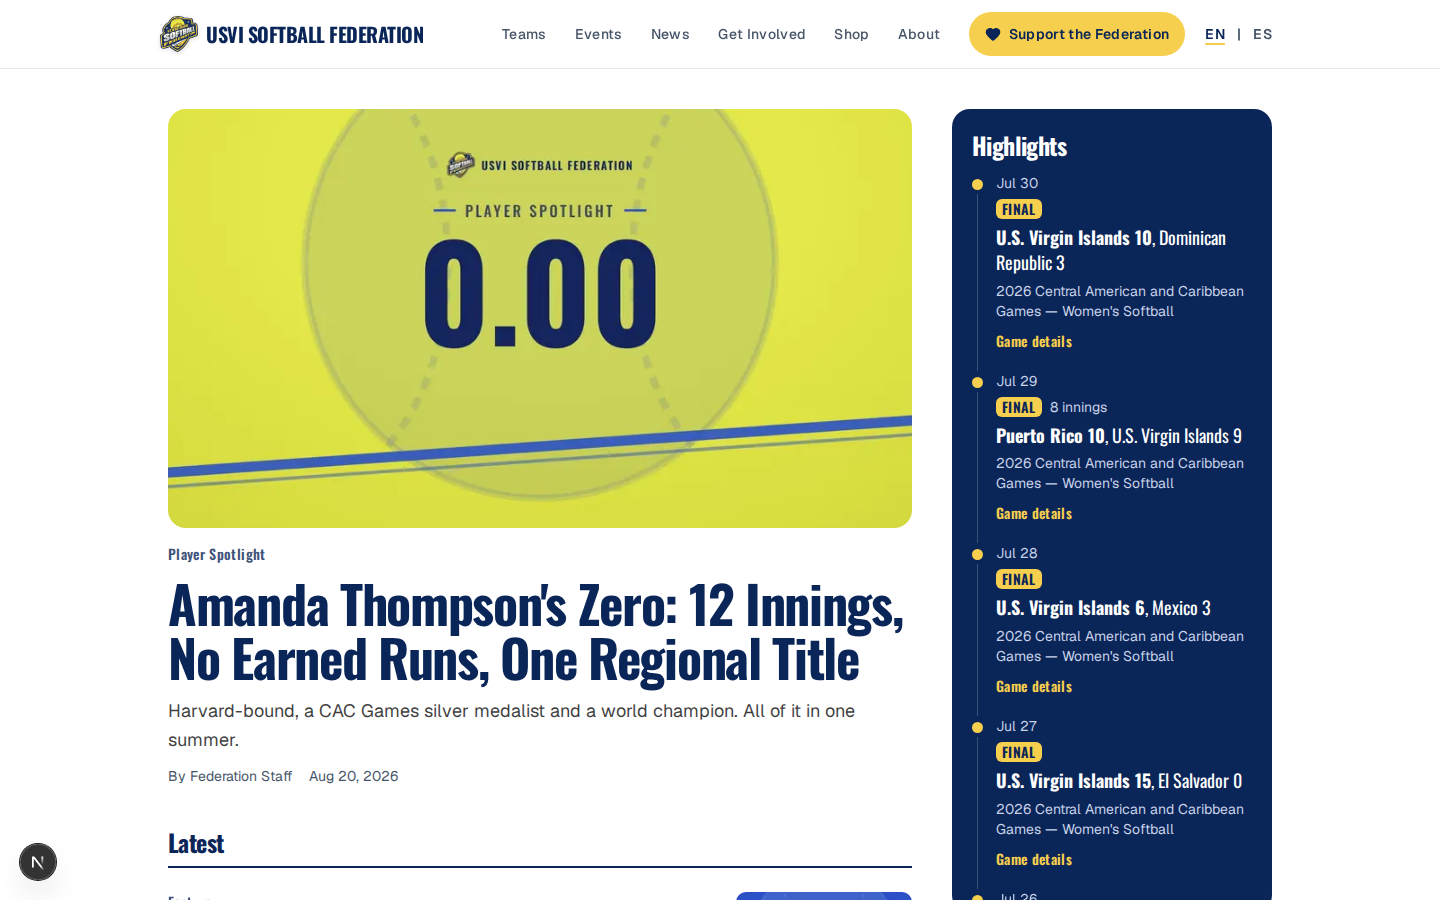 USVI SOFTBALL FEDERATION
Teams
Events
News
Get Involved
Shop
About
Support the Federation
EN | ES
SOFTBALL
USVI SOFTBALL FEDERATION
PLAYER SPOTLIGHT
0.00
Player Spotlight
Amanda Thompson's Zero: 12 Innings,
No Earned Runs, One Regional Title
Harvard-bound, a CAC Games silver medalist and a world champion. All of it in one
summer.
By Federation Staff Aug 20, 2026
Latest
Highlights
Jul 30
FINAL
U.S. Virgin Islands 10, Dominican
Republic 3
2026 Central American and Caribbean
Games — Women's Softball
Game details
Jul 29
FINAL 8 innings
Puerto Rico 10, U.S. Virgin Islands 9
2026 Central American and Caribbean
Games — Women's Softball
Game details
Jul 28
FINAL
U.S. Virgin Islands 6, Mexico 3
2026 Central American and Caribbean
Games — Women's Softball
Game details
Jul 27
FINAL
U.S. Virgin Islands 15, El Salvador 0
2026 Central American and Caribbean
Games — Women's Softball
Game details
Jul 26
N